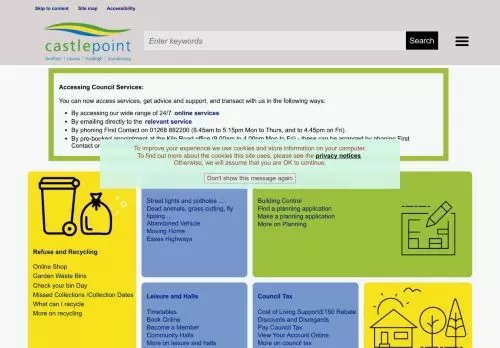 Skip to content Site map Accessibility
castlepoint
benfleet | canvey | hadleigh | thundersley
Enter keywords
Search
Accessing Council Services:
You can now access services, get advice and support, and transact with us in the following ways:
By accessing our wide range of 24/7 online services
By emailing directly to the relevant service
By phoning First Contact on 01268 882200 (8.45am to 5.15pm Mon to Thurs, and to 4.45pm on Fri).
By pre-booked appointment at the Kiln Road office (9.00am to 4.00pm Mon to Fri) - these can be arranged by phoning First
Contact or
To improve your experience we use cookies and store information on your computer.
To find out more about the cookies this site uses, please see the privacy notices
Otherwise, we will assume that you are OK to continue.
Don't show this message again
Refuse and Recycling
Online Shop
Garden Waste Bins
Check your bin Day
Missed Collections /Collection Dates
What can I recycle
More on recycling
Street lights and potholes ...
Dead animals, grass cutting, fly
tipping ...
Abandoned Vehicle
Moving Home
Essex Highways
Building Control
Find a planning application
Make a planning application
More on Planning
Leisure and Halls
Timetables
Book Online
Become a Member
Community Halls
More on leisure and halls
Council Tax
Cost of Living Support/£150 Rebate
Discounts and Disregards
Pay Council Tax
View Your Account Online
More on council tax